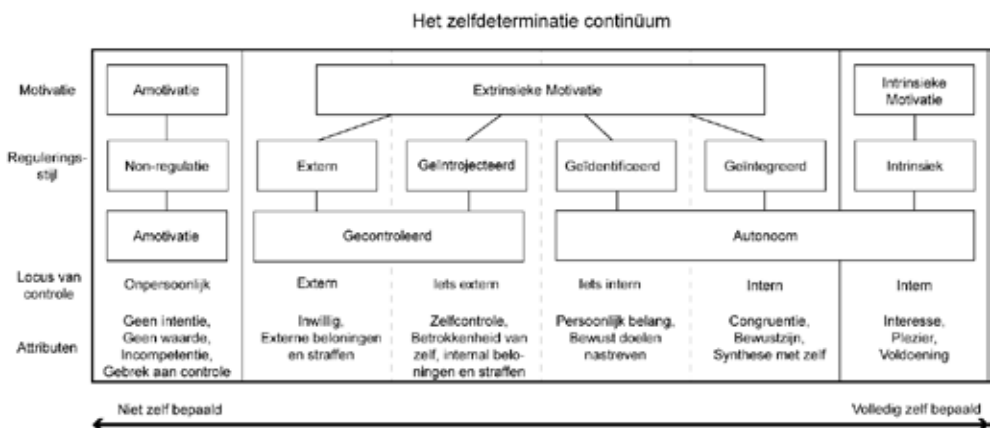 Het zelfdeterminatie continüum
Motivatie
Amotivatie
Extrinsieke Motivatie
Intrinsieke
Motivatie
Regulerings-
stijl
Non-regulatie
Extern
Geïntrojecteerd
Geïdentificeerd
Geïntegreerd
Intrinsiek
Amotivatie
Gecontroleerd
Autonoom
Locus van
controle
Onpersoonlijk
Extern
Iets extern
Iets intern
Intern
Intern
Attributen
Geen intentie,
Geen waarde,
Incompetentie,
Gebrek aan controle
Inwillig,
Externe beloningen
en straffen
Zelfcontrole,
Betrokkenheid van
zelf, internal belo-
ningen en straffen
Persoonlijk belang,
Bewust doelen
nastreven
Congruentie,
Bewustzijn,
Synthese met zelf
Interesse,
Plezier,
Voldoening
Niet zelf bepaald
Volledig zelf bepaald